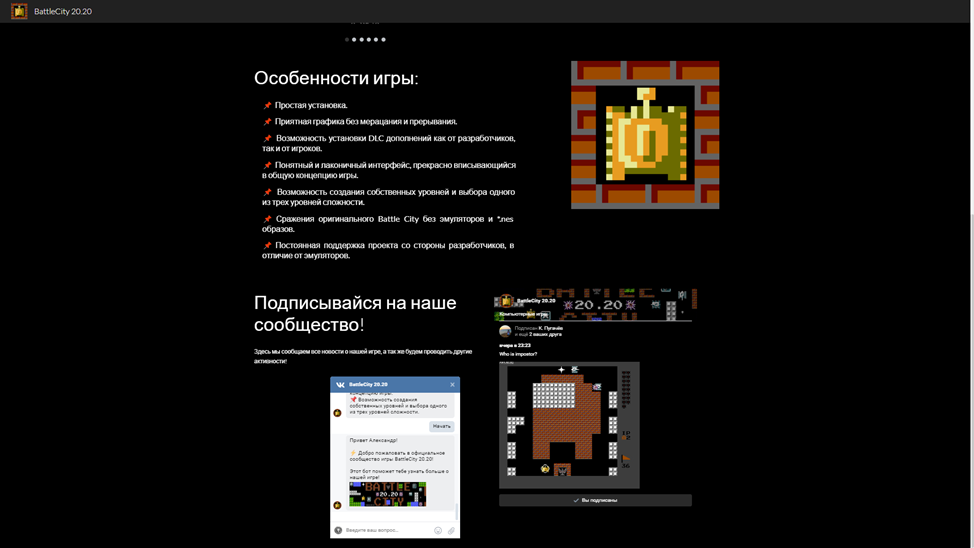 BattleCity 20.20
Особенности игры:
📌 Простая установка.
📌 Приятная графика без мерацания и прерывания.
📌 Возможность установки DLC дополнений как от разработчиков,
так и от игроков.
📌 Понятный и лаконичный интерфейс, прекрасно вписывающийся
в общую концепцию игры.
📌 Возможность создания собственных уровней и выбора одного
из трех уровней сложности.
📌 Сражения оригинального Battle City без эмуляторов и *.nes
образов.
📌 Постоянная поддержка проекта со стороны разработчиков, в
отличие от эмуляторов.
Подписывайся на наше
сообщество!
Здесь мы сообщаем все новости о нашей игре, а так же будем проводить другие
активности!
BattleCity 20.20
концепцию игры.
📌 Возможность создания
собственных уровней и выбора одного
из трех уровней сложности.
Начать
Привет Александр!
👉 Добро пожаловать в официальное
сообщество игры BattleCity 20.20!
Этот бот поможет тебе узнать больше о
нашей игре!
BATTLE
20.20
CITY
Введите ваш вопрос...
20.20
BattleCity 20.20
Компьютерная игра
Подписан К. Пугачёв
и ещё 2 ваших друга
вчера в 23:23
Who is impostor?
Вы подписаны